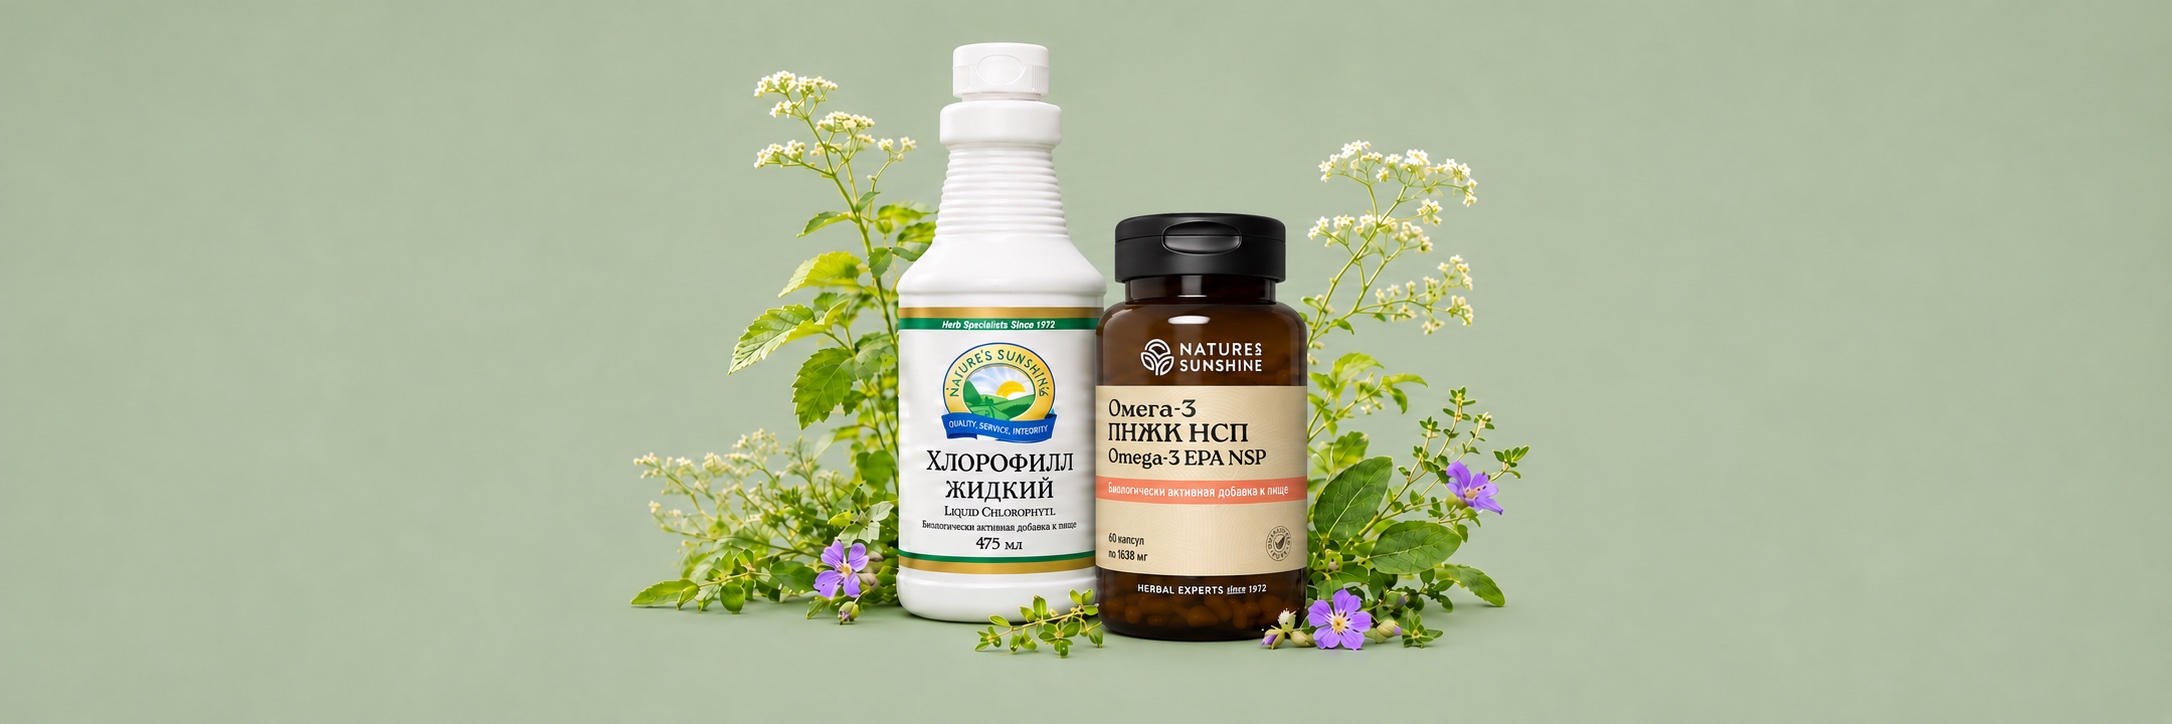 Herb Specialists Since 1972
NATURE'S SUNSHINE
QUALITY, SERVICE, INTEGRITY
ХЛОРОФИЛЛ
ЖИДКИЙ
LIQUID CHLOROPHYTL
Биологически активная добавка к пище
475 мл
NATURES
SUNSHINE
Омега-3
ПНЖК НСП
Omega-3 EPA NSP
Биологически активная добавка к пище
60 капсул
по 1638 мг
HERBAL EXPERTS since 1972